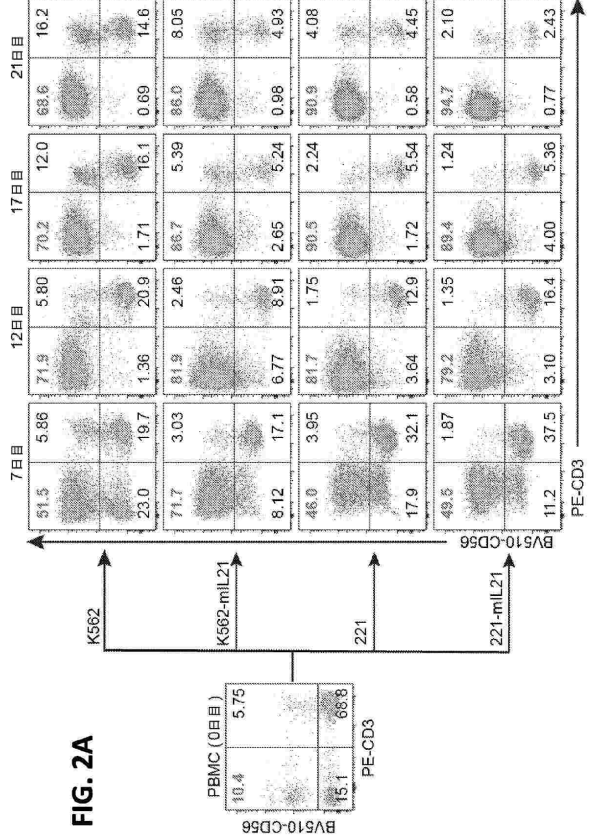 FIG. 2A
7日目 12日目 17日目 21日目
K562
51.5 5.86 71.9 5.80 70.2 12.0 68.6 16.2
23.0 19.7 1.36 20.9 1.71 16.1 0.69 14.6
PBMC(0日目)
10.4 5.75
15.1 68.8
BV510-CD56
PE-CD3
K562-mIL21
71.7 3.03 81.9 2.46 86.7 5.39 86.0 8.05
8.12 17.1 6.77 8.91 2.65 5.24 0.98 4.93
221
46.0 3.95 81.7 1.75 90.5 2.24 90.9 4.08
17.9 32.1 3.64 12.9 1.72 5.54 0.58 4.45
221-mIL21
49.5 1.87 79.2 1.35 89.4 1.24 94.7 2.10
11.2 37.5 3.10 16.4 4.00 5.36 0.77 2.43
BV510-CD56
PE-CD3